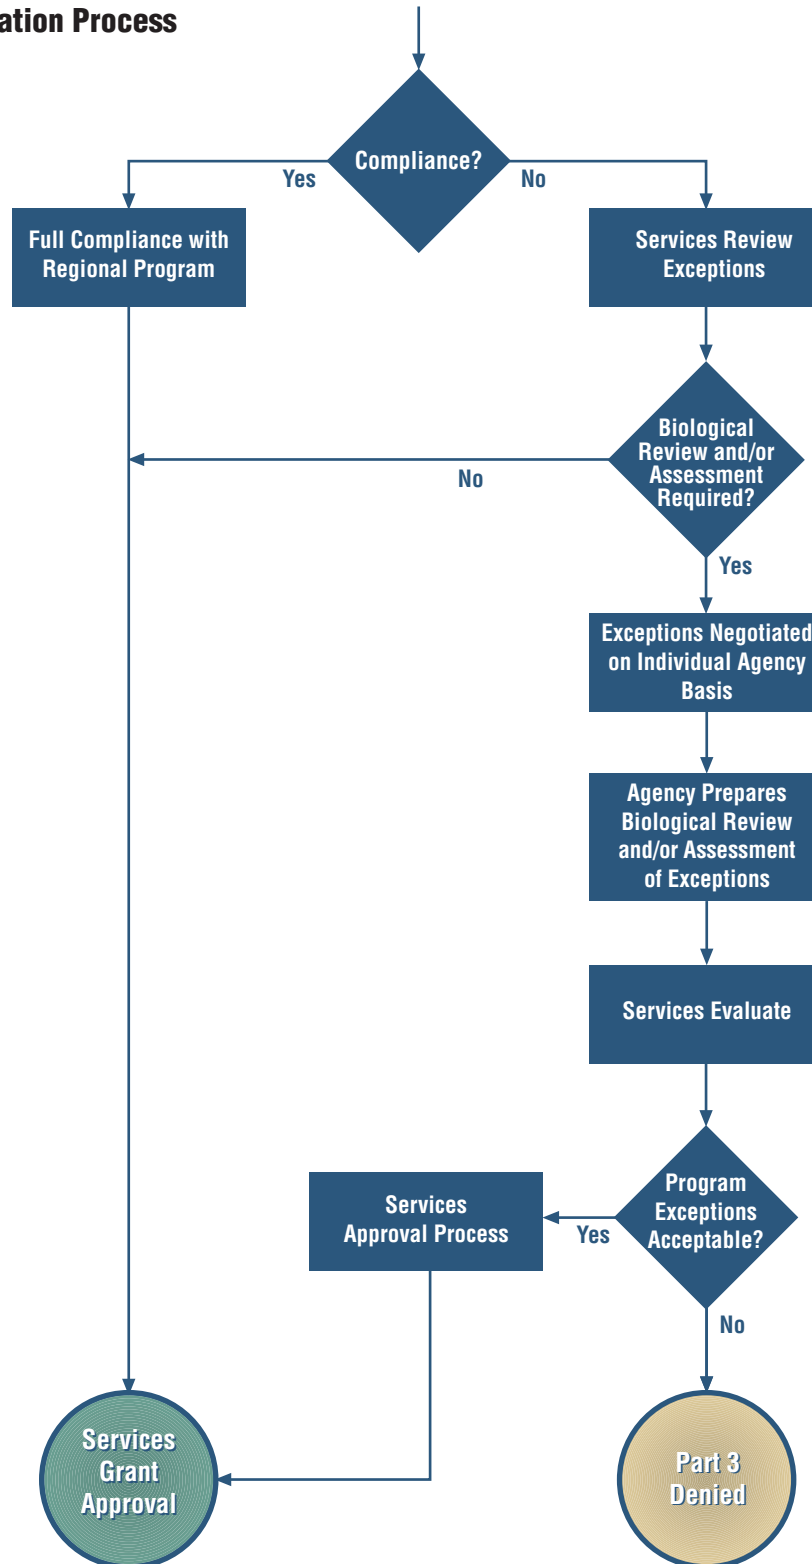 ation Process
Compliance?
Yes
No
Full Compliance with
Regional Program
Services Review
Exceptions
Biological
Review and/or
Assessment
Required?
No
Yes
Exceptions Negotiated
on Individual Agency
Basis
Agency Prepares
Biological Review
and/or Assessment
of Exceptions
Services Evaluate
Program
Exceptions
Acceptable?
Yes
Services
Approval Process
No
Services
Grant
Approval
Part 3
Denied